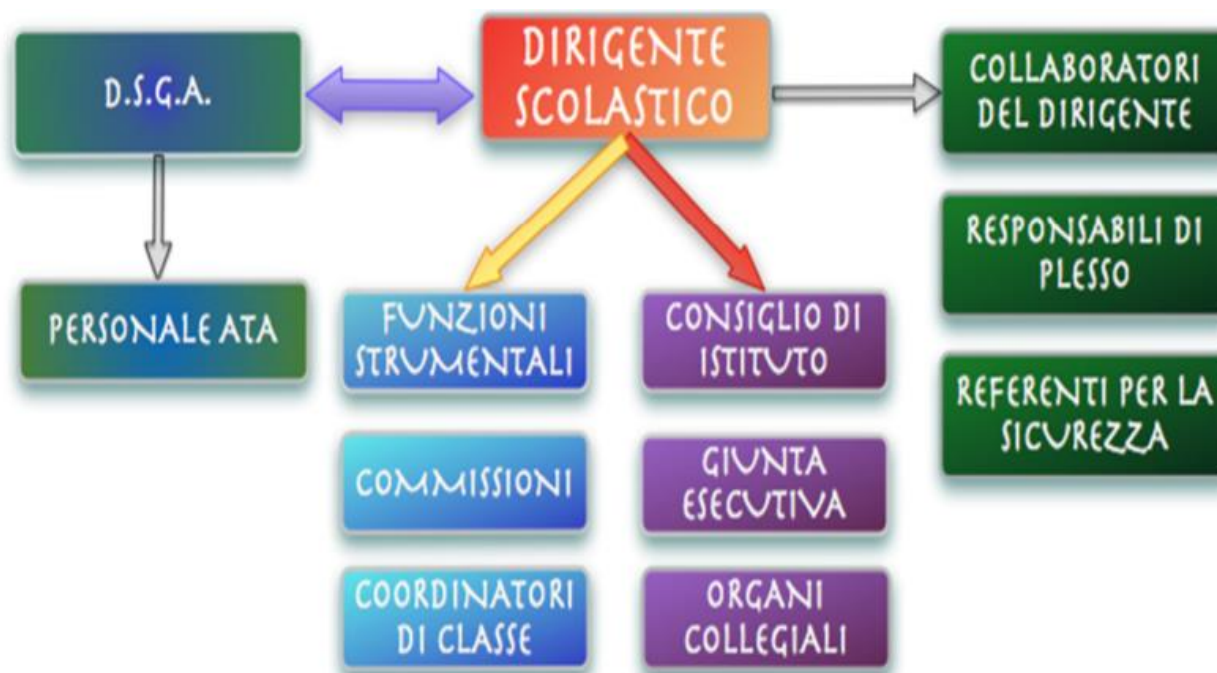 D.S.G.A.
DIRIGENTE
SCOLASTICO
COLLABORATORI
DEL DIRIGENTE
RESPONSABILI DI
PLESSO
REFERENTI PER LA
SICUREZZA
PERSONALE ATA
FUNZIONI
STRUMENTALI
COMMISSIONI
COORDINATORI
DI CLASSE
CONSIGLIO DI
ISTITUTO
GIUNTA
ESECUTIVA
ORGANI
COLLEGIALI